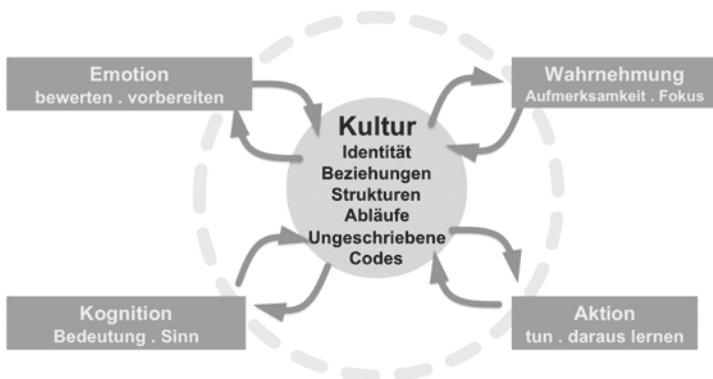 Emotion
bewerten . vorbereiten
Wahrnehmung
Aufmerksamkeit . Fokus
Kultur
Identität
Beziehungen
Strukturen
Abläufe
Ungeschriebene
Codes
Kognition
Bedeutung . Sinn
Aktion
tun . daraus lernen